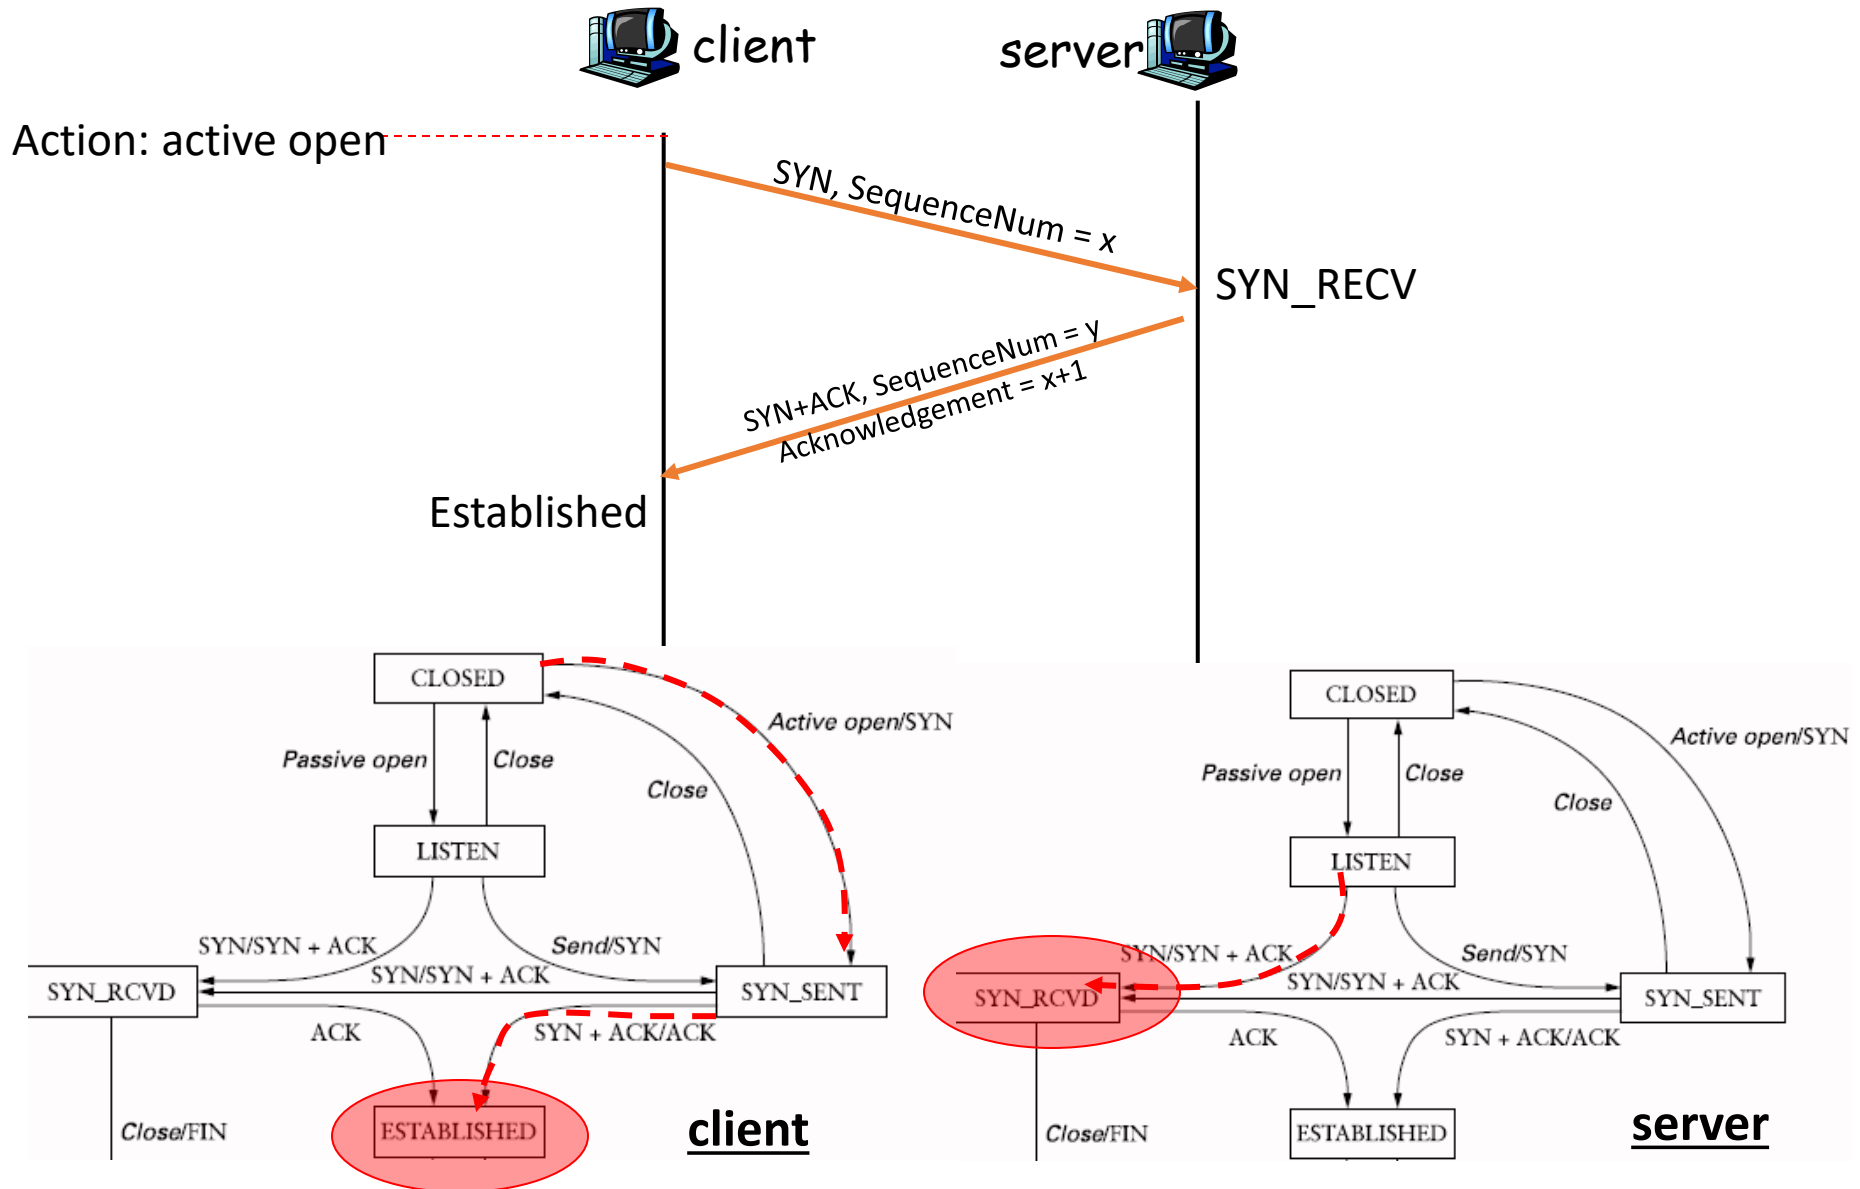 client
server
Action: active open
SYN, SequenceNum = x
SYN_RECV
SYN+ACK, SequenceNum = y
Acknowledgement = x+1
Established
CLOSED
Active open/SYN
Passive open
Close
Close
LISTEN
SYN/SYN + ACK
Send/SYN
SYN/SYN + ACK
SYN_RCVD
SYN_SENT
ACK
SYN + ACK/ACK
Close/FIN
ESTABLISHED
client
CLOSED
Active open/SYN
Passive open
Close
Close
LISTEN
SYN/SYN + ACK
Send/SYN
SYN/SYN + ACK
SYN_RCVD
SYN_SENT
ACK
SYN + ACK/ACK
Close/FIN
ESTABLISHED
server